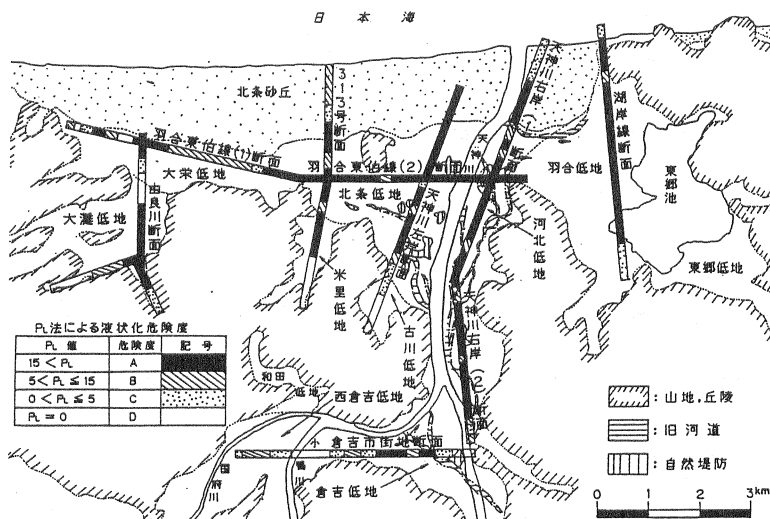 日本海
北条砂丘
313号断面
天神川右岸(1)断面
湖岸線断面
羽合東伯線(1)断面
羽合東伯線(2)断面
天神川
羽合低地
東郷池
大栄低地
北条低地
由良川断面
大灘低地
天神川左岸断面
河北低地
東郷低地
米里低地
古川低地
天神川右岸(2)断面
PL法による液状化危険度
PL値 危険度 記号
15<PL A
5<PL≦15 B
0<PL≦5 C
PL=0 D
和田低地
西倉吉低地
小鴨川
倉吉市街地断面
国府川
倉吉低地
:山地,丘陵
:旧河道
:自然堤防
0 1 2 3km